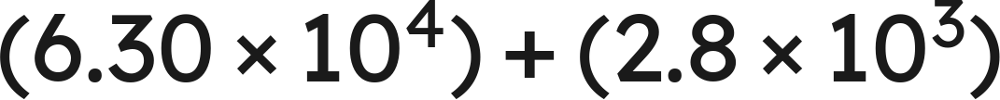 (6.30 × 10⁴) + (2.8 × 10³)